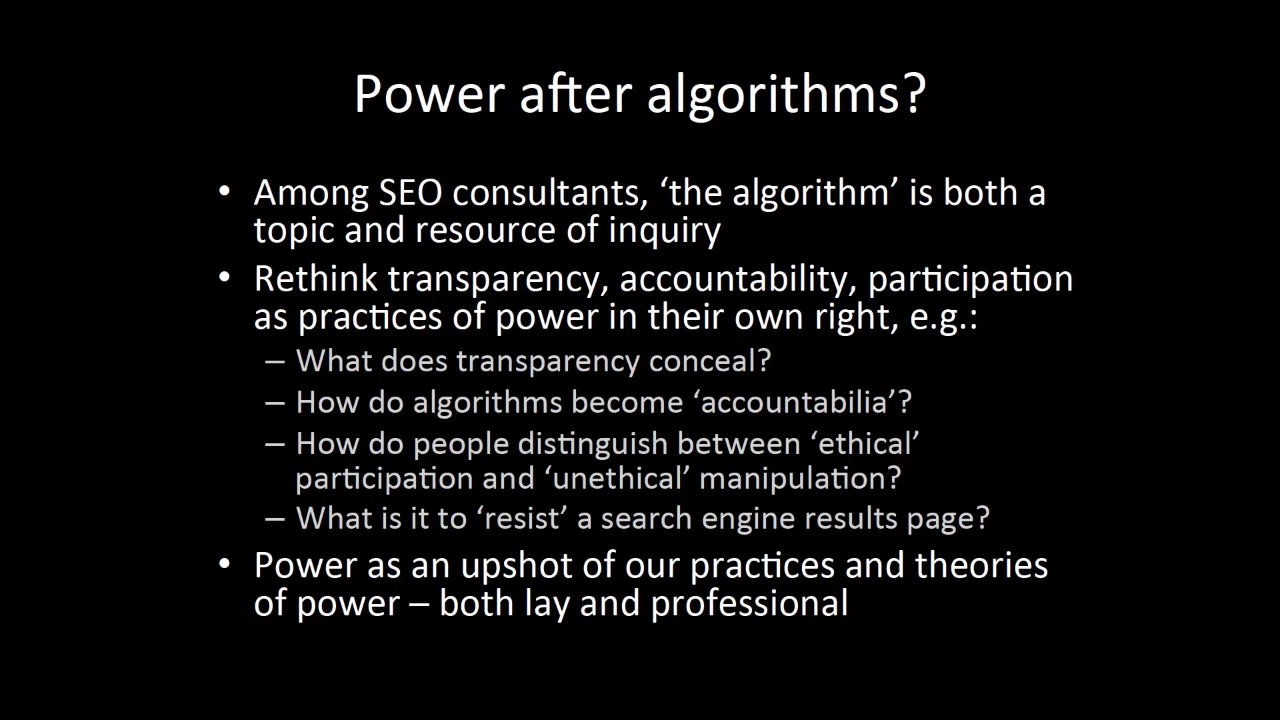 Power after algorithms?
• Among SEO consultants, ‘the algorithm’ is both a
topic and resource of inquiry
• Rethink transparency, accountability, participation
as practices of power in their own right, e.g.:
– What does transparency conceal?
– How do algorithms become ‘accountabilia’?
– How do people distinguish between ‘ethical’
participation and ‘unethical’ manipulation?
– What is it to ‘resist’ a search engine results page?
• Power as an upshot of our practices and theories
of power – both lay and professional